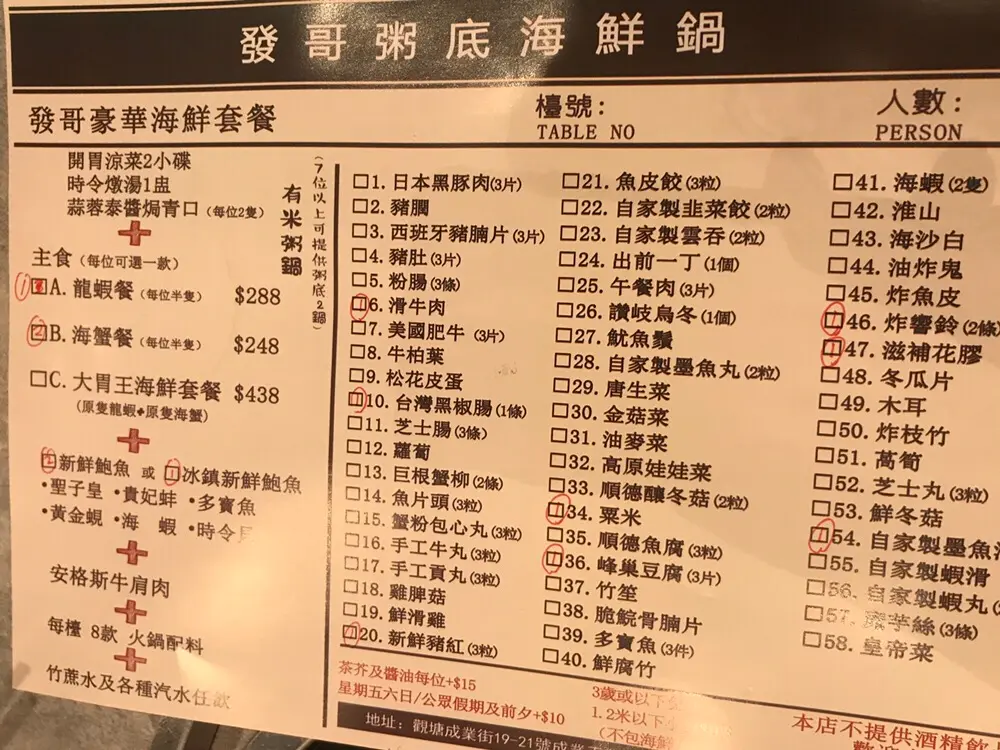 發哥粥底海鮮鍋
發哥豪華海鮮套餐
檯號：
TABLE NO
人數：
PERSON
開胃涼菜2小碟
時令燉湯1盅
蒜蓉泰醬焗青口（每位2隻）
有米粥鍋
（7位以上可提供粥底2鍋）
主食（每位可選一款）
A. 龍蝦餐（每位半隻） $288
B. 海蟹餐（每位半隻） $248
C. 大胃王海鮮套餐 $438
（原隻龍蝦+原隻海蟹）
新鮮鮑魚 或 冰鎮新鮮鮑魚
•聖子皇 •貴妃蚌 •多寶魚
•黃金蜆 •海 蝦 •時令
安格斯牛肩肉
每檯 8款 火鍋配料
竹蔗水及各種汽水任飲
1. 日本黑豚肉(3片)
2. 豬膶
3. 西班牙豬腩片(3片)
4. 豬肚(3片)
5. 粉腸(3條)
6. 滑牛肉
7. 美國肥牛 (3片)
8. 牛柏葉
9. 松花皮蛋
10. 台灣黑椒腸(1條)
11. 芝士腸(3條)
12. 蘿蔔
13. 巨根蟹柳(2條)
14. 魚片頭(3粒)
15. 蟹粉包心丸(3粒)
16. 手工牛丸(3粒)
17. 手工貢丸(3粒)
18. 雞脾菇
19. 鮮滑雞
20. 新鮮豬紅(3粒)
21. 魚皮餃(3粒)
22. 自家製韭菜餃(2粒)
23. 自家製雲吞(2粒)
24. 出前一丁(1個)
25. 午餐肉(3片)
26. 讚岐烏冬(1個)
27. 魷魚鬚
28. 自家製墨魚丸(2粒)
29. 唐生菜
30. 金菇菜
31. 油麥菜
32. 高原娃娃菜
33. 順德釀冬菇(2粒)
34. 粟米
35. 順德魚腐(3粒)
36. 峰巢豆腐(3片)
37. 竹笙
38. 脆皖骨腩片
39. 多寶魚(3件)
40. 鮮腐竹
41. 海蝦(2隻)
42. 淮山
43. 海沙白
44. 油炸鬼
45. 炸魚皮
46. 炸響鈴(2條
47. 滋補花膠
48. 冬瓜片
49. 木耳
50. 炸枝竹
51. 萵筍
52. 芝士丸(3粒)
53. 鮮冬菇
54. 自家製墨魚
55. 自家製蝦滑
56. 自家製蝦丸
57. 芋絲(3條)
58. 皇帝菜
茶芥及醬油每位+$15
星期五六日/公眾假期及前夕+$10
3歲或以下
1.2米以下
（不包海鮮
本店不提供酒精飲
地址：觀塘成業街19-21號成業